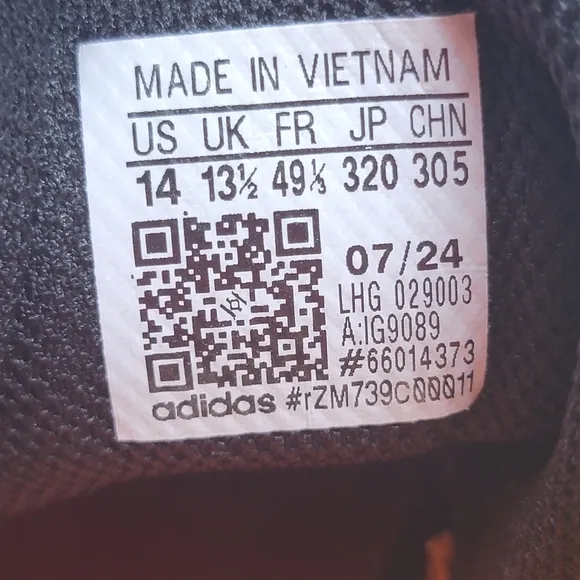 MADE IN VIETNAM
US UK FR JP CHN
14 13½ 49⅓ 320 305
07/24
LHG 029003
A:IG9089
#66014373
adidas #rZM739C00011